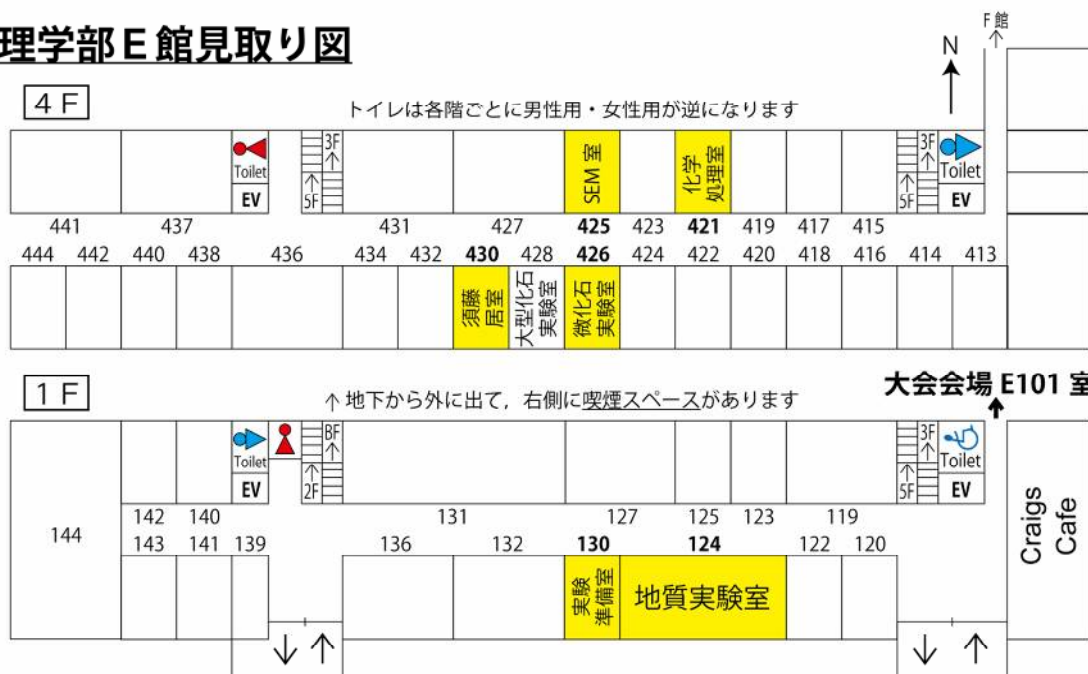 理学部E館見取り図
F館
↑
N
4F
トイレは各階ごとに男性用・女性用が逆になります
Toilet
EV
3F
↑
↑
5F
SEM室
化学
処理室
3F
↑
↑
5F
Toilet
EV
441 437 431 427 425 423 421 419 417 415
444 442 440 438 436 434 432 430 428 426 424 422 420 418 416 414 413
須藤
居室
大型化石
実験室
微化石
実験室
1F
↑地下から外に出て，右側に喫煙スペースがあります
大会会場 E101 室
Toilet
EV
BF
↑
↑
2F
3F
↑
↑
5F
Toilet
EV
144
142 140 131 127 125 123 119
143 141 139 136 132 130 124 122 120
実験
準備室
地質実験室
Craigs
Cafe
↓ ↑
↓ ↑